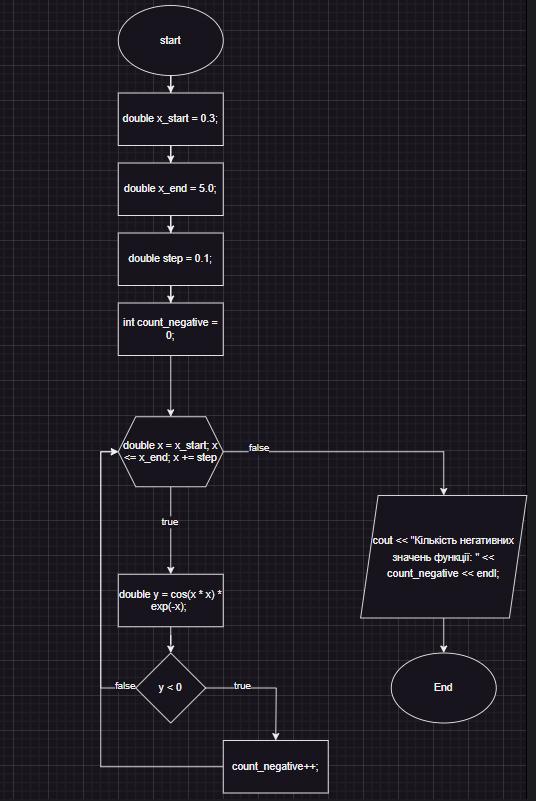 start
double x_start = 0.3;
double x_end = 5.0;
double step = 0.1;
int count_negative =
0;
double x = x_start; x
<= x_end; x += step
false
true
cout << "Кількість негативних
значень функції: " <<
count_negative << endl;
double y = cos(x * x) *
exp(-x);
false
y < 0
true
End
count_negative++;